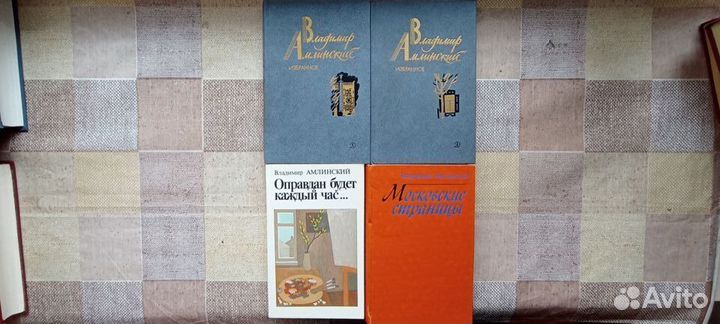 Владимир
Амлинский
ИЗБРАННОЕ
Владимир
Амлинский
ИЗБРАННОЕ
Владимир АМЛИНСКИЙ
Оправдан будет
каждый час...
Московские
страницы
Avito